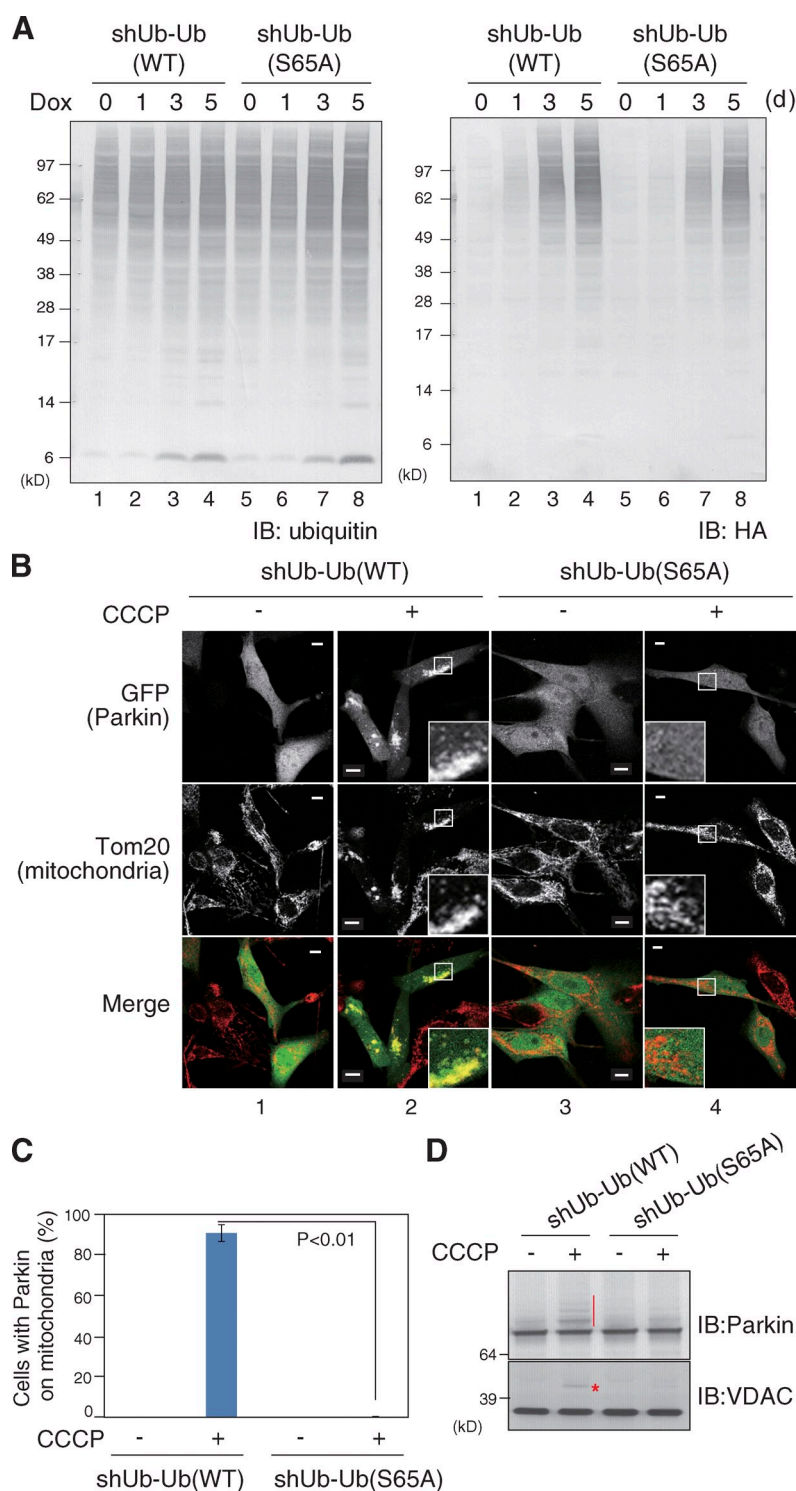 A
shUb-Ub (WT) shUb-Ub (S65A) shUb-Ub (WT) shUb-Ub (S65A)
Dox 0 1 3 5 0 1 3 5 0 1 3 5 0 1 3 5 (d)
97 97
62 62
49 49
38 38
28 28
17 17
14 14
6 6
(kD) (kD)
1 2 3 4 5 6 7 8 1 2 3 4 5 6 7 8
IB: ubiquitin IB: HA
B
shUb-Ub(WT) shUb-Ub(S65A)
CCCP - + - +
GFP
(Parkin)
Tom20
(mitochondria)
Merge
1 2 3 4
C
Cells with Parkin
on mitochondria (%)
100
80
60
40
20
0
P<0.01
CCCP - + - +
shUb-Ub(WT) shUb-Ub(S65A)
D
shUb-Ub(WT) shUb-Ub(S65A)
CCCP - + - +
IB:Parkin
64
* IB:VDAC
39
(kD)